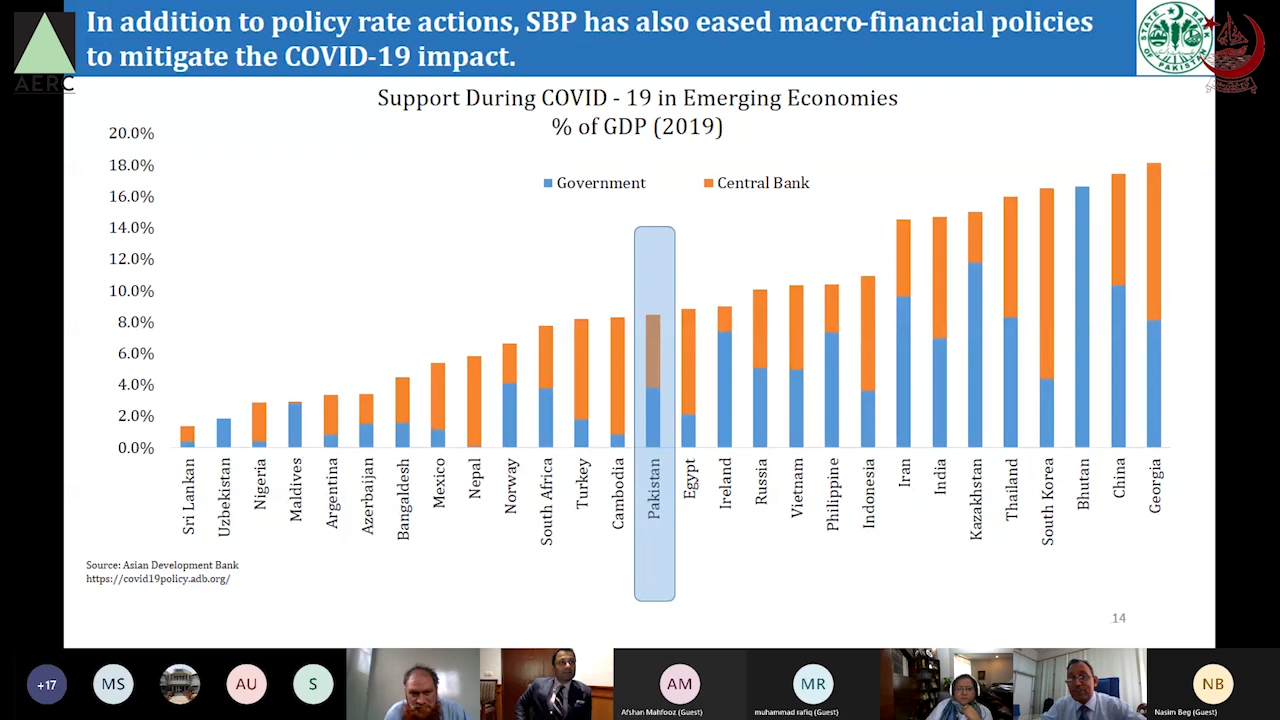 In addition to policy rate actions, SBP has also eased macro-financial policies
to mitigate the COVID-19 impact.
AERC
STATE BANK OF PAKISTAN
Support During COVID - 19 in Emerging Economies
% of GDP (2019)
Government
Central Bank
20.0%
18.0%
16.0%
14.0%
12.0%
10.0%
8.0%
6.0%
4.0%
2.0%
0.0%
Sri Lankan
Uzbekistan
Nigeria
Maldives
Argentina
Azerbaijan
Bangaldesh
Mexico
Nepal
Norway
South Africa
Turkey
Cambodia
Pakistan
Egypt
Ireland
Russia
Vietnam
Philippine
Indonesia
Iran
India
Kazakhstan
Thailand
South Korea
Bhutan
China
Georgia
Source: Asian Development Bank
https://covid19policy.adb.org/
14
+17
MS
AU
S
AM
Afshan Mahfooz (Guest)
MR
muhammad rafiq (Guest)
NB
Nasim Beg (Guest)